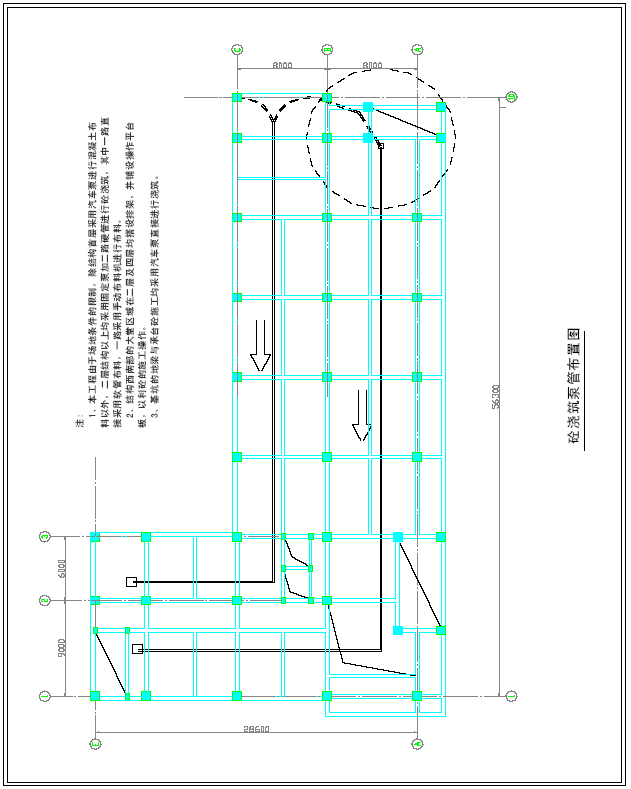 注：
1、本工程由于场地条件的限制，除结构首层采用汽车泵进行混凝土布
料以外，二层结构以上均采用固定泵加二路硬管进行砼浇筑，其中一路直
接采用软管布料，一路采用手动布料机进行布料。
2、结构西南部的大堂区域在二层及四层均搭设排架，并铺设操作平台
板，以利砼的施工操作。
3、基坑的地梁与承台砼施工均采用汽车泵直接进行浇筑。
砼浇筑泵管布置图
C
B
A
8000
8000
10
56300
3
6000
2
9000
1
1
28600
E
A